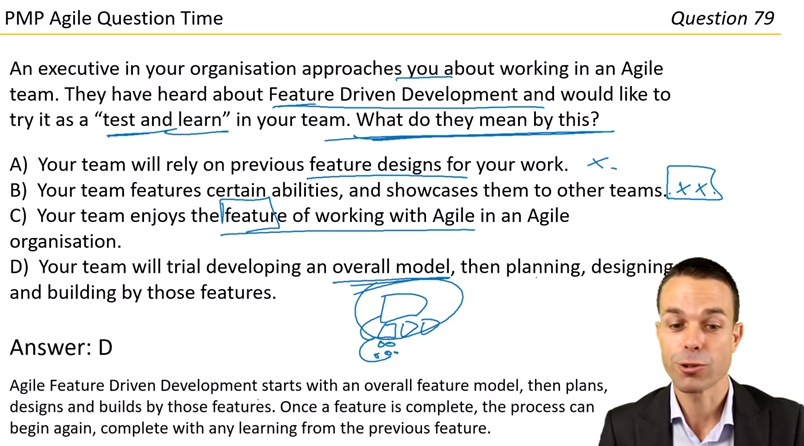 PMP Agile Question Time
Question 79
An executive in your organisation approaches you about working in an Agile
team. They have heard about Feature Driven Development and would like to
try it as a “test and learn” in your team. What do they mean by this?
A) Your team will rely on previous feature designs for your work.
B) Your team features certain abilities, and showcases them to other teams.
C) Your team enjoys the feature of working with Agile in an Agile
organisation.
D) Your team will trial developing an overall model, then planning, designing
and building by those features.
Answer: D
Agile Feature Driven Development starts with an overall feature model, then plans,
designs and builds by those features. Once a feature is complete, the process can
begin again, complete with any learning from the previous feature.